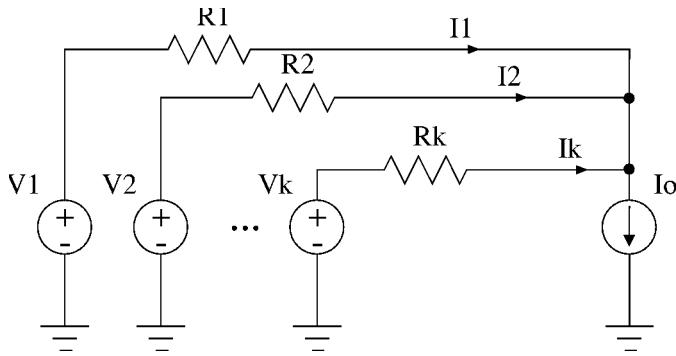 R1
I1
R2
I2
Rk
Ik
V1
V2
Vk
Io
+
+
...
+
-
-
-